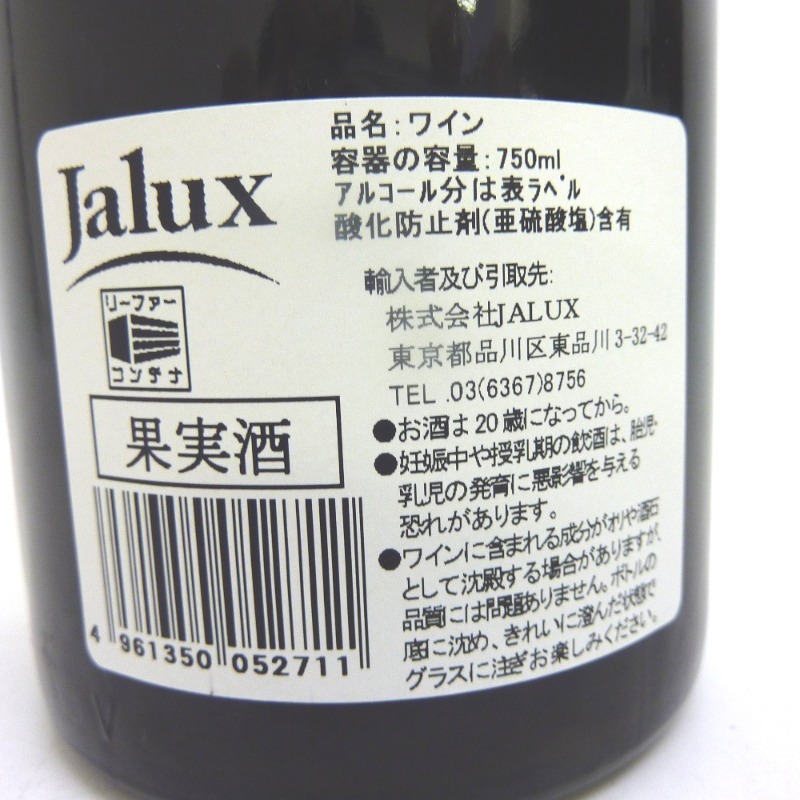 Jalux
リーファー
コンテナ
果実酒
4 961350 052711
品名:ワイン
容器の容量:750ml
アルコール分は表ラベル
酸化防止剤(亜硫酸塩)含有
輸入者及び引取先:
株式会社JALUX
東京都品川区東品川3-32-42
TEL.03(6367)8756
●お酒は20歳になってから。
●妊娠中や授乳期の飲酒は、胎児・
乳児の発育に悪影響を与える
恐れがあります。
●ワインに含まれる成分がオリや酒石
として沈殿する場合がありますが、
品質には問題ありません。ボトルの
底に沈め、きれいに澄んだ状態で
グラスに注ぎお楽しみください。